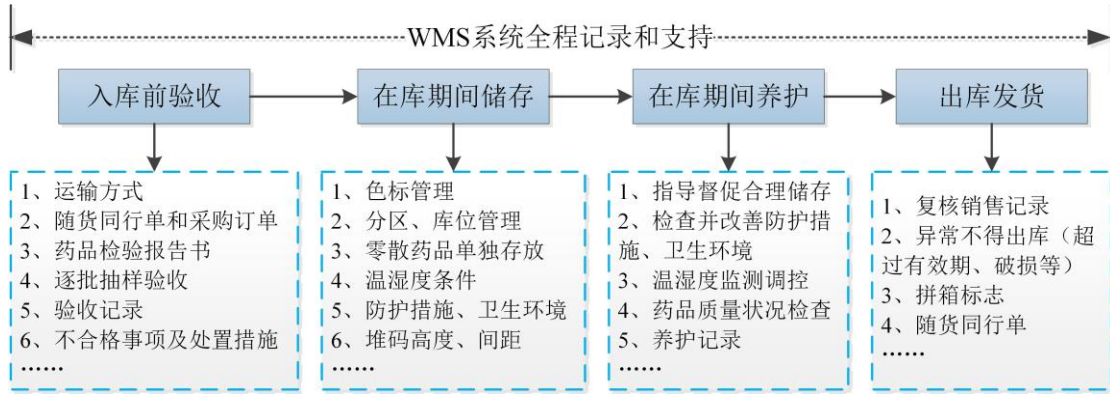 WMS系统全程记录和支持
入库前验收
在库期间储存
在库期间养护
出库发货
1、运输方式
2、随货同行单和采购订单
3、药品检验报告书
4、逐批抽样验收
5、验收记录
6、不合格事项及处置措施
……
1、色标管理
2、分区、库位管理
3、零散药品单独存放
4、温湿度条件
5、防护措施、卫生环境
6、堆码高度、间距
……
1、指导督促合理储存
2、检查并改善防护措
施、卫生环境
3、温湿度监测调控
4、药品质量状况检查
5、养护记录
……
1、复核销售记录
2、异常不得出库（超
过有效期、破损等）
3、拼箱标志
4、随货同行单
……